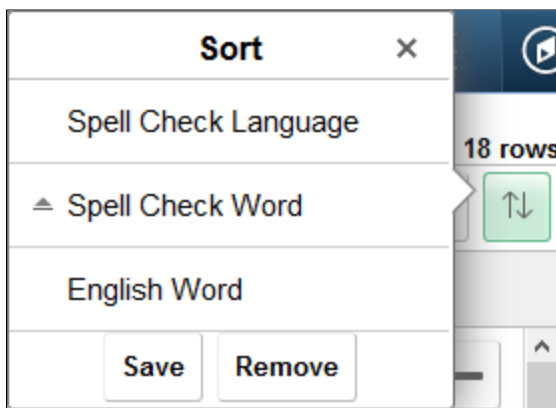 Sort
Spell Check Language
18 rows
Spell Check Word
English Word
Save Remove